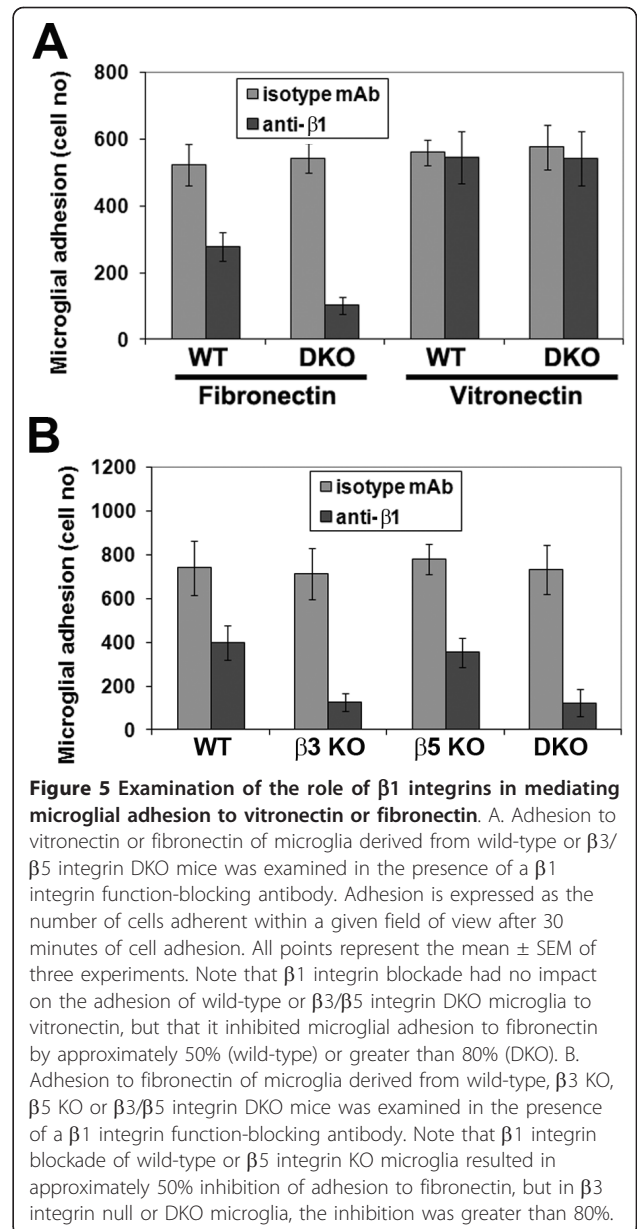 A
800
600
400
200
0
Microglial adhesion (cell no)
isotype mAb
anti-β1
WT DKO WT DKO
Fibronectin Vitronectin
B
1200
1000
800
600
400
200
0
Microglial adhesion (cell no)
isotype mAb
anti-β1
WT β3 KO β5 KO DKO
Figure 5 Examination of the role of β1 integrins in mediating
microglial adhesion to vitronectin or fibronectin. A. Adhesion to
vitronectin or fibronectin of microglia derived from wild-type or β3/
β5 integrin DKO mice was examined in the presence of a β1
integrin function-blocking antibody. Adhesion is expressed as the
number of cells adherent within a given field of view after 30
minutes of cell adhesion. All points represent the mean ± SEM of
three experiments. Note that β1 integrin blockade had no impact
on the adhesion of wild-type or β3/β5 integrin DKO microglia to
vitronectin, but that it inhibited microglial adhesion to fibronectin
by approximately 50% (wild-type) or greater than 80% (DKO). B.
Adhesion to fibronectin of microglia derived from wild-type, β3 KO,
β5 KO or β3/β5 integrin DKO mice was examined in the presence
of a β1 integrin function-blocking antibody. Note that β1 integrin
blockade of wild-type or β5 integrin KO microglia resulted in
approximately 50% inhibition of adhesion to fibronectin, but in β3
integrin null or DKO microglia, the inhibition was greater than 80%.